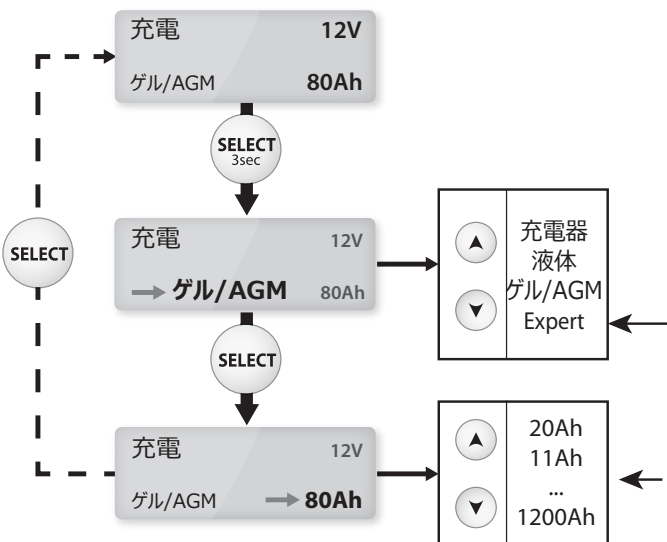 充電 12V
ゲル/AGM 80Ah
SELECT
3sec
充電 12V
ゲル/AGM 80Ah
充電器
液体
ゲル/AGM
Expert
SELECT
SELECT
充電 12V
ゲル/AGM 80Ah
20Ah
11Ah
...
1200Ah